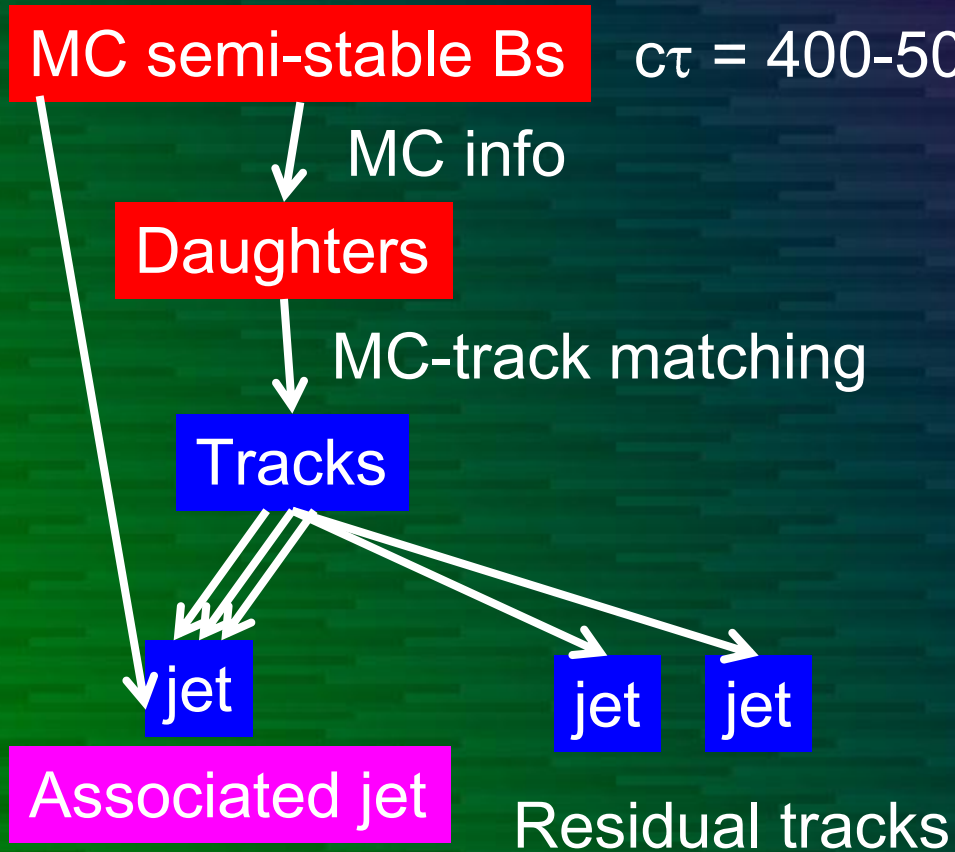 MC semi-stable Bs
cτ = 400-50
MC info
Daughters
MC-track matching
Tracks
jet
jet
jet
Associated jet
Residual tracks